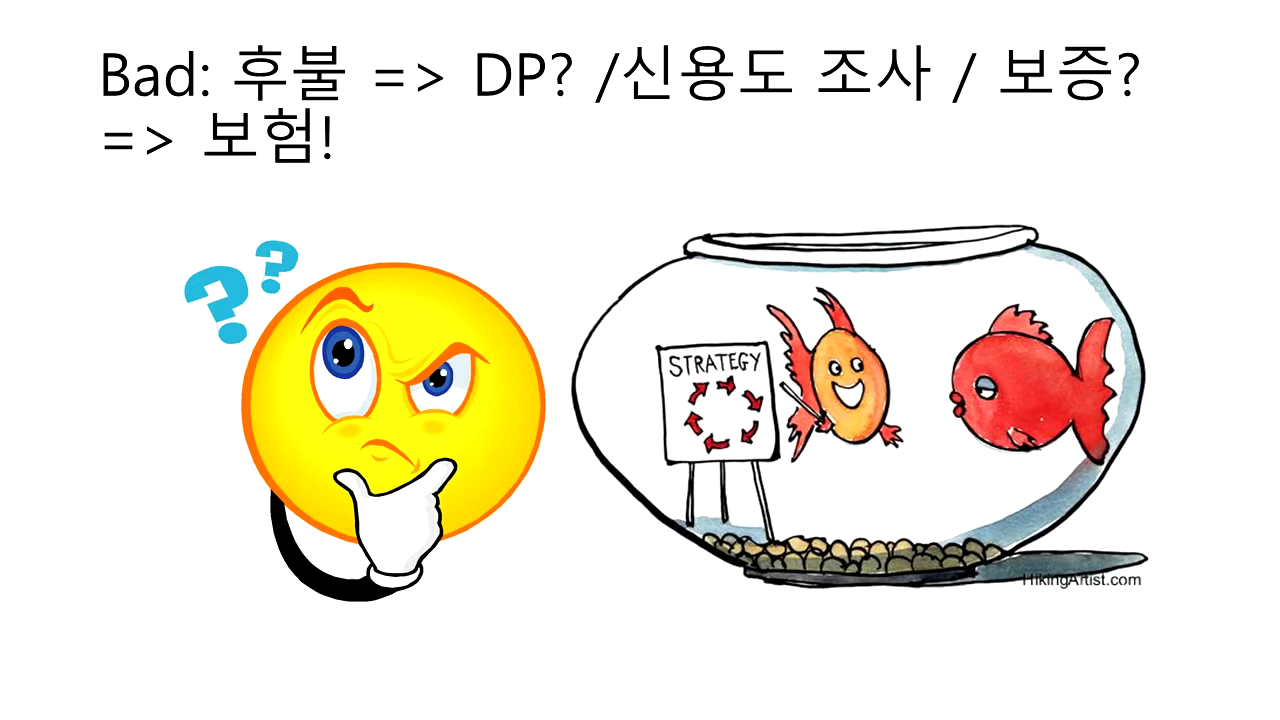 Bad: 후불 => DP? /신용도 조사 / 보증?
=> 보험!
? ?
STRATEGY
HikingArtist.com